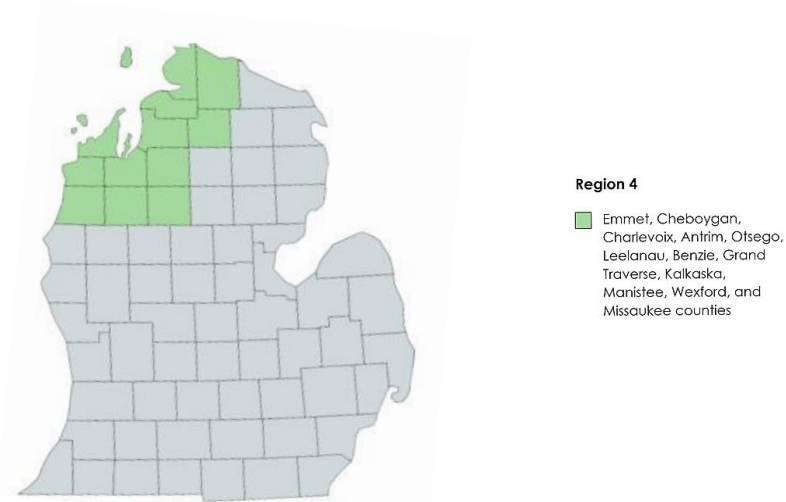 Region 4
Emmet, Cheboygan,
Charlevoix, Antrim, Otsego,
Leelanau, Benzie, Grand
Traverse, Kalkaska,
Manistee, Wexford, and
Missaukee counties